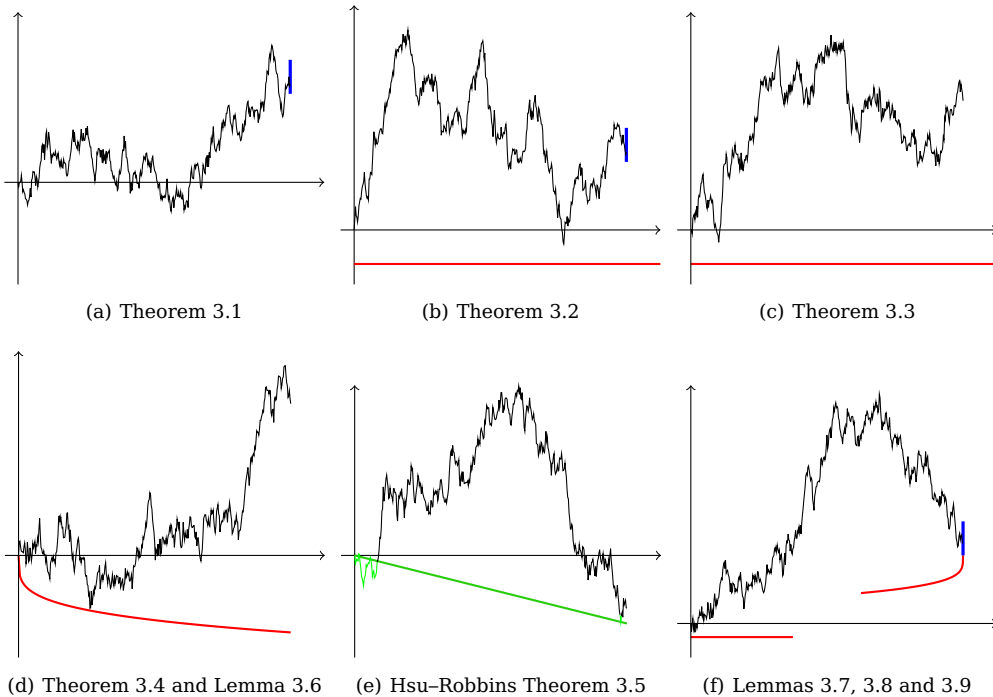 (a) Theorem 3.1
(b) Theorem 3.2
(c) Theorem 3.3
(d) Theorem 3.4 and Lemma 3.6
(e) Hsu–Robbins Theorem 3.5
(f) Lemmas 3.7, 3.8 and 3.9